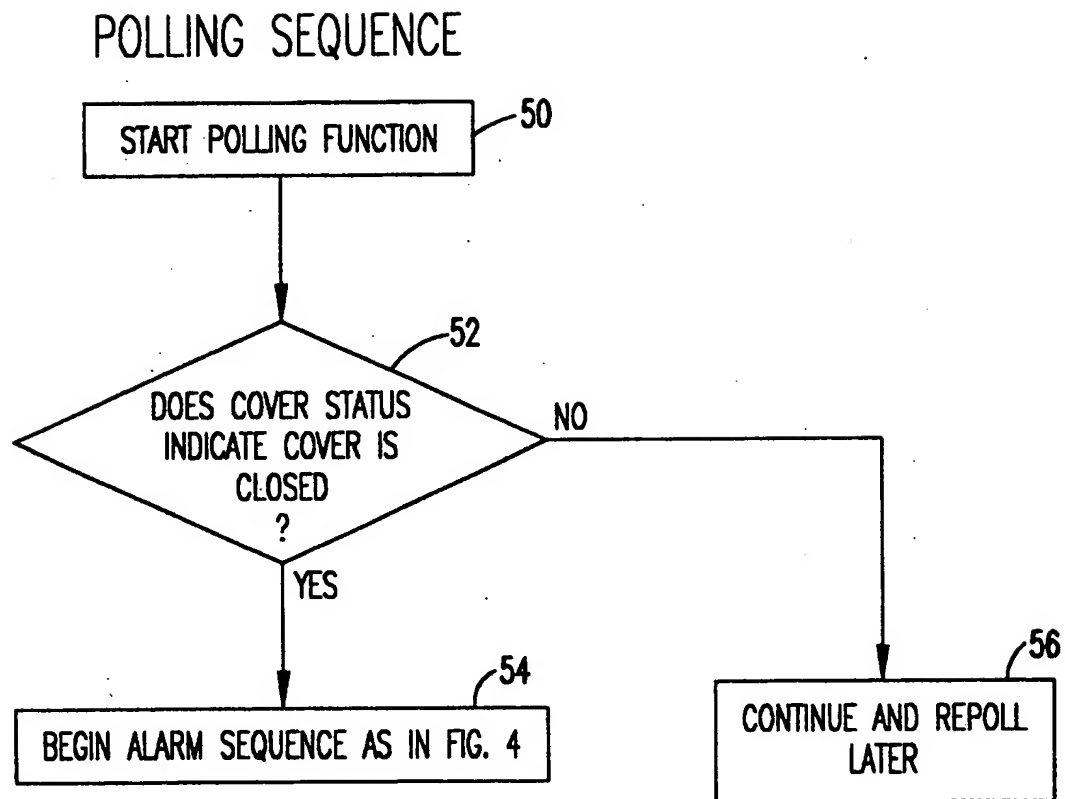 POLLING SEQUENCE
START POLLING FUNCTION
50
52
DOES COVER STATUS
INDICATE COVER IS
CLOSED
?
NO
YES
54
BEGIN ALARM SEQUENCE AS IN FIG. 4
56
CONTINUE AND REPOLL
LATER